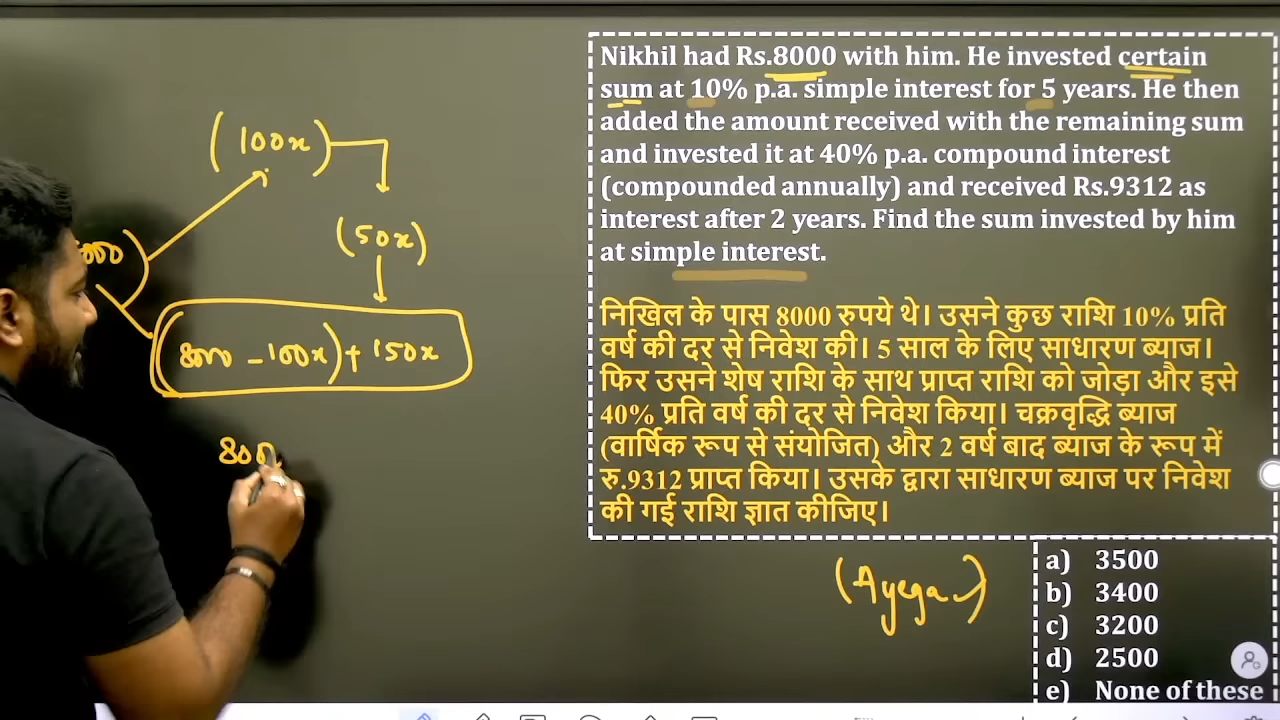 Nikhil had Rs.8000 with him. He invested certain
sum at 10% p.a. simple interest for 5 years. He then
added the amount received with the remaining sum
and invested it at 40% p.a. compound interest
(compounded annually) and received Rs.9312 as
interest after 2 years. Find the sum invested by him
at simple interest.
निखिल के पास 8000 रुपये थे। उसने कुछ राशि 10% प्रति
वर्ष की दर से निवेश की। 5 साल के लिए साधारण ब्याज।
फिर उसने शेष राशि के साथ प्राप्त राशि को जोड़ा और इसे
40% प्रति वर्ष की दर से निवेश किया। चक्रवृद्धि ब्याज
(वार्षिक रूप से संयोजित) और 2 वर्ष बाद ब्याज के रूप में
रु.9312 प्राप्त किया। उसके द्वारा साधारण ब्याज पर निवेश
की गई राशि ज्ञात कीजिए।
a) 3500
b) 3400
c) 3200
d) 2500
e) None of these
(100x)
(50x)
(8000 - 100x) + 150x
800
(Ayega)